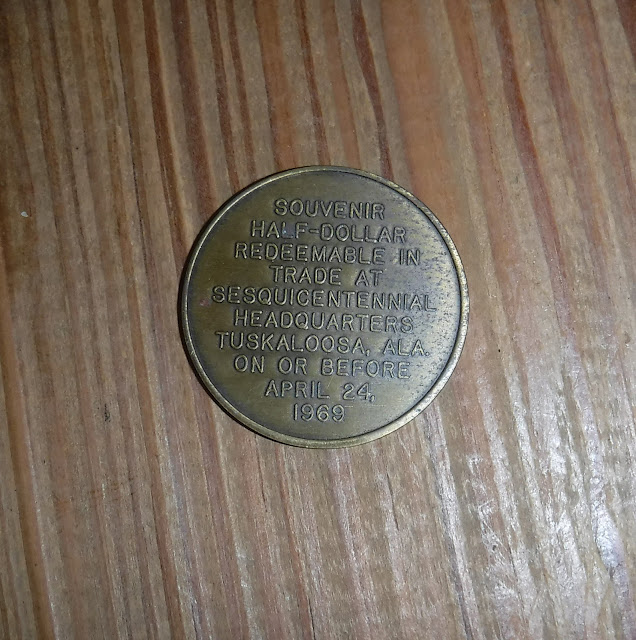 SOUVENIR
HALF-DOLLAR
REDEEMABLE IN
TRADE AT
SESQUICENTENNIAL
HEADQUARTERS
TUSKALOOSA, ALA.
ON OR BEFORE
APRIL 24,
1969